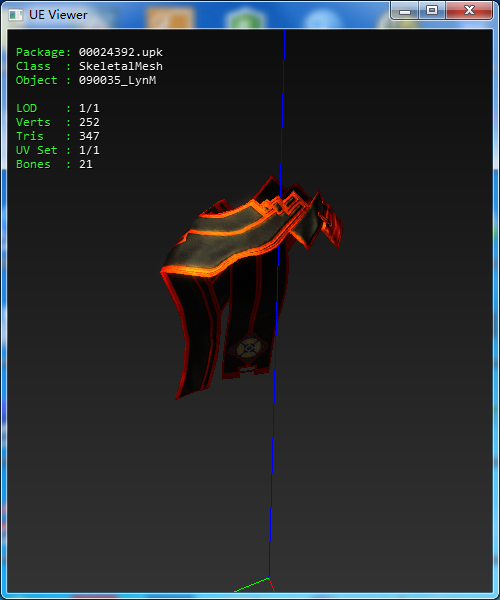 UE Viewer
Package: 00024392.upk
Class : SkeletalMesh
Object : 090035_LynM
LOD : 1/1
Verts : 252
Tris : 347
UV Set : 1/1
Bones : 21